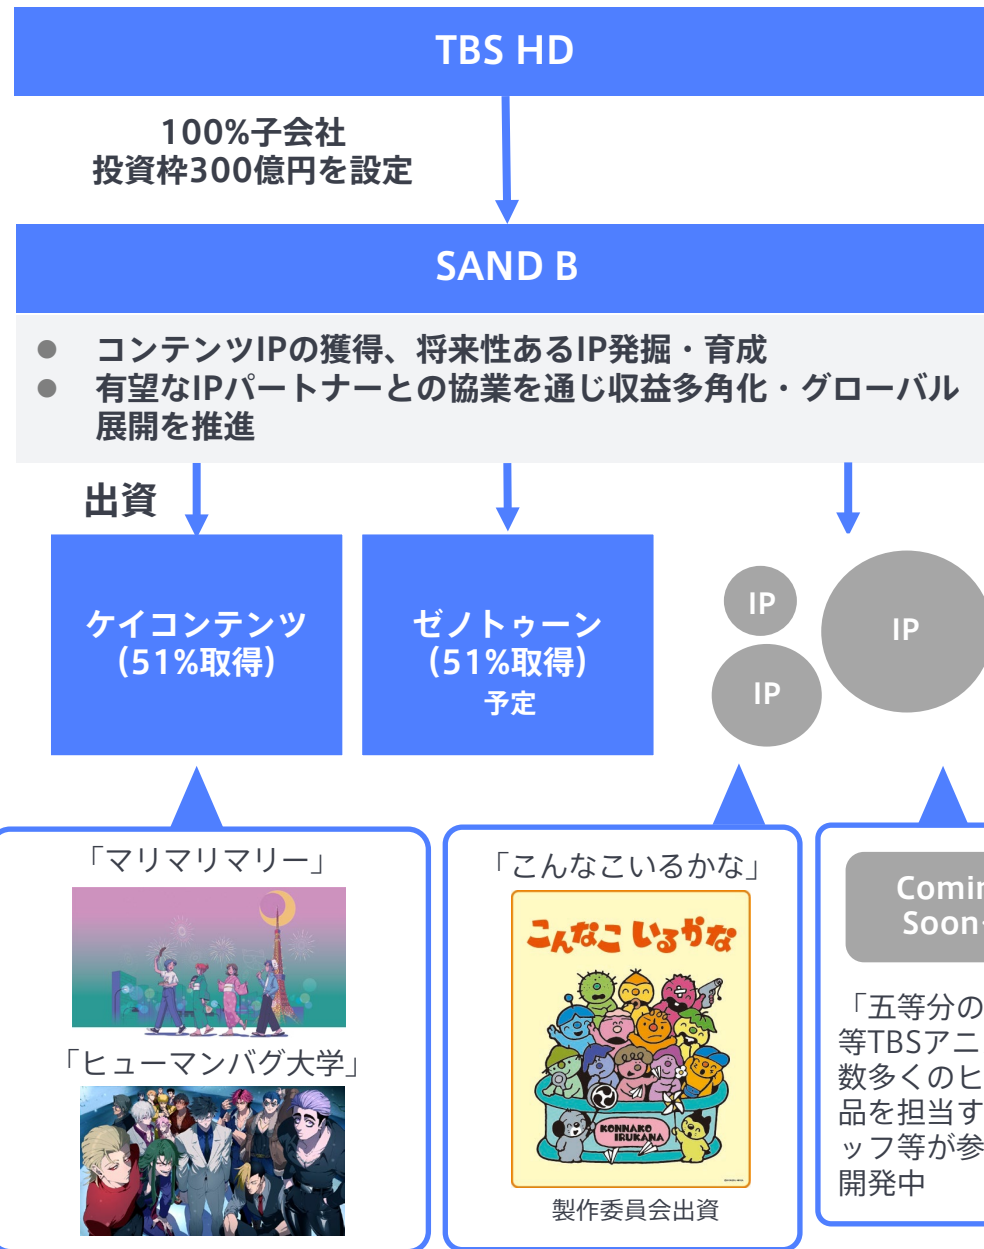 TBS HD
100%子会社
投資枠300億円を設定
SAND B
● コンテンツIPの獲得、将来性あるIP発掘・育成
● 有望なIPパートナーとの協業を通じ収益多角化・グローバル
展開を推進
出資
ケイコンテンツ
(51%取得)
ゼノトゥーン
(51%取得)
予定
IP
IP
IP
「マリマリマリー」
「ヒューマンバグ大学」
「こんなこいるかな」
こんなこ いるかな
KONNAKO
IRUKANA
製作委員会出資
Comin
Soon
「五等分の
等TBSアニ
数多くのヒ
品を担当す
ッフ等が参
開発中